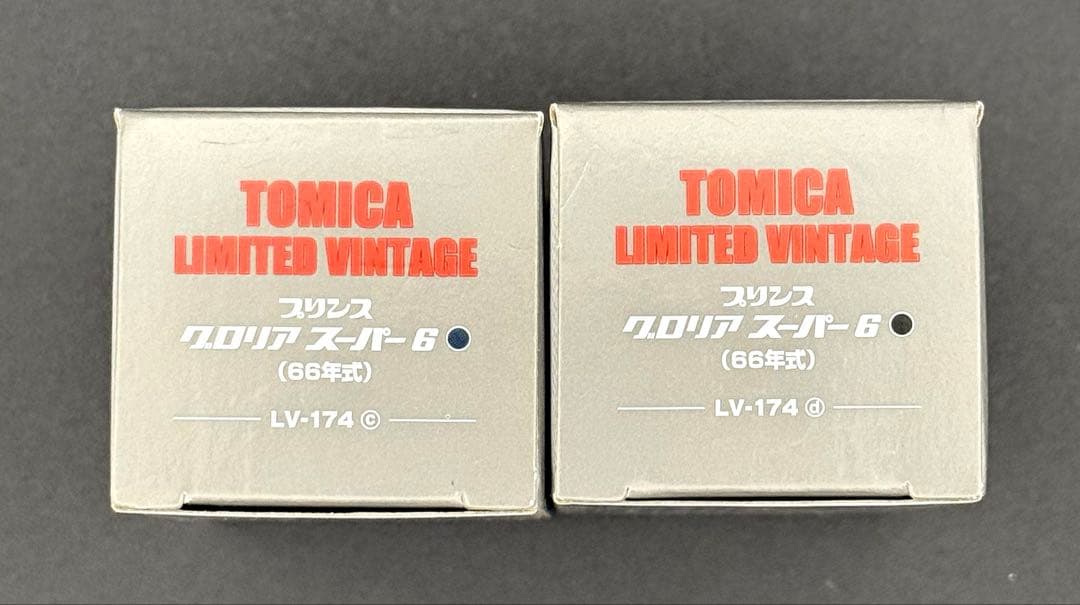 TOMICA
LIMITED VINTAGE
プリンス
グロリア スーパー6
(66年式)
LV-174 ⓒ
TOMICA
LIMITED VINTAGE
プリンス
グロリア スーパー6
(66年式)
LV-174 ⓓ